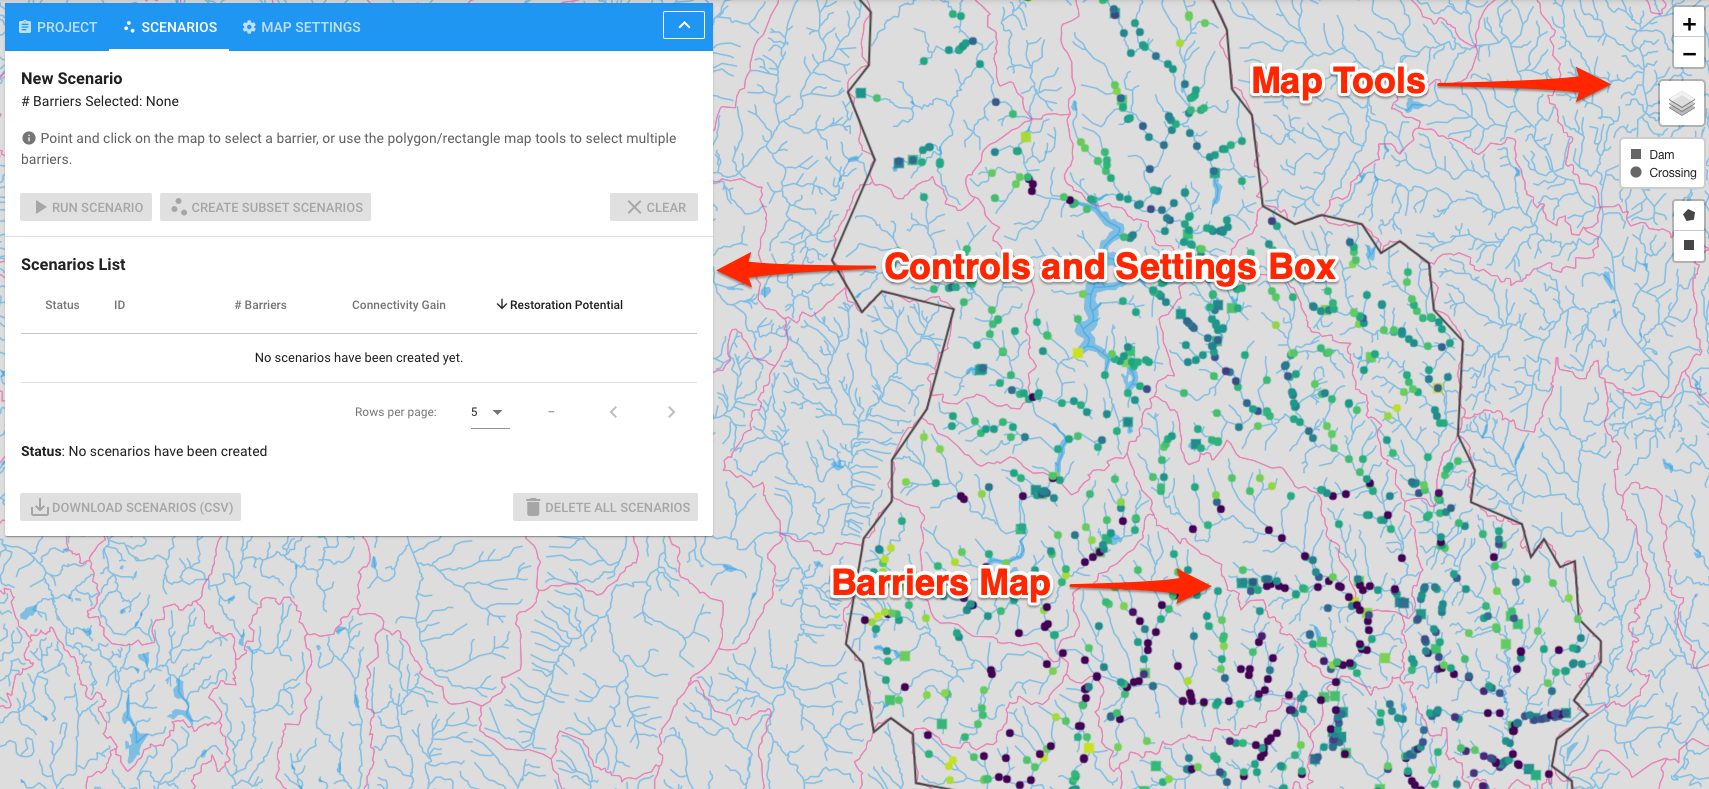 PROJECT
SCENARIOS
MAP SETTINGS
New Scenario
# Barriers Selected: None
Point and click on the map to select a barrier, or use the polygon/rectangle map tools to select multiple
barriers.
RUN SCENARIO
CREATE SUBSET SCENARIOS
CLEAR
Scenarios List
Status
ID
# Barriers
Connectivity Gain
Restoration Potential
No scenarios have been created yet.
Rows per page:
5
–
Status: No scenarios have been created
DOWNLOAD SCENARIOS (CSV)
DELETE ALL SCENARIOS
Map Tools
+
−
Dam
Crossing
Controls and Settings Box
Barriers Map